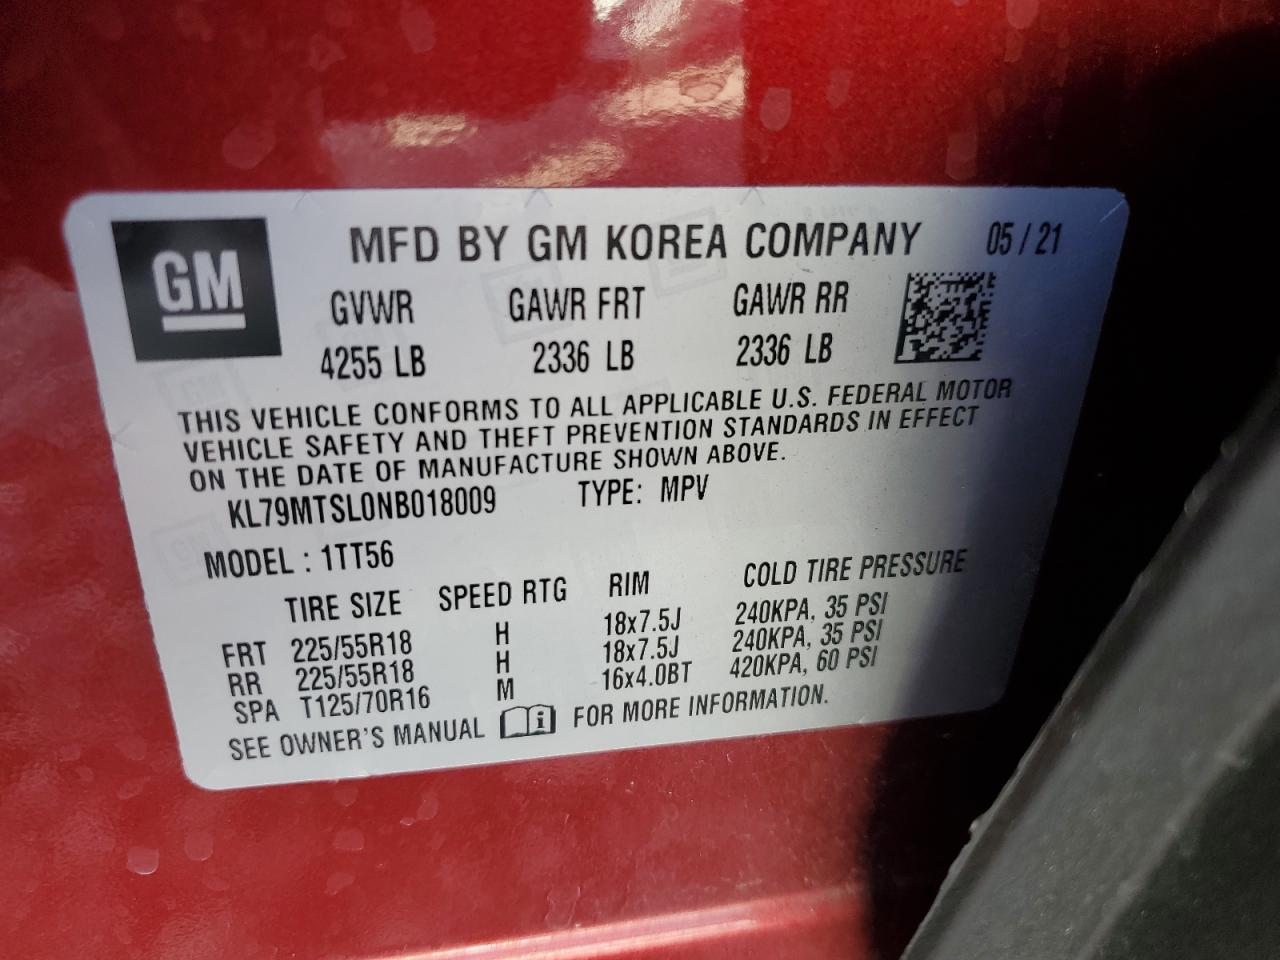 GM
MFD BY GM KOREA COMPANY 05 / 21
GVWR GAWR FRT GAWR RR
4255 LB 2336 LB 2336 LB
THIS VEHICLE CONFORMS TO ALL APPLICABLE U.S. FEDERAL MOTOR
VEHICLE SAFETY AND THEFT PREVENTION STANDARDS IN EFFECT
ON THE DATE OF MANUFACTURE SHOWN ABOVE.
KL79MTSL0NB018009 TYPE: MPV
MODEL : 1TT56
TIRE SIZE SPEED RTG RIM COLD TIRE PRESSURE
FRT 225/55R18 H 18x7.5J 240KPA, 35 PSI
RR 225/55R18 H 18x7.5J 240KPA, 35 PSI
SPA T125/70R16 M 16x4.0BT 420KPA, 60 PSI
SEE OWNER'S MANUAL i FOR MORE INFORMATION.